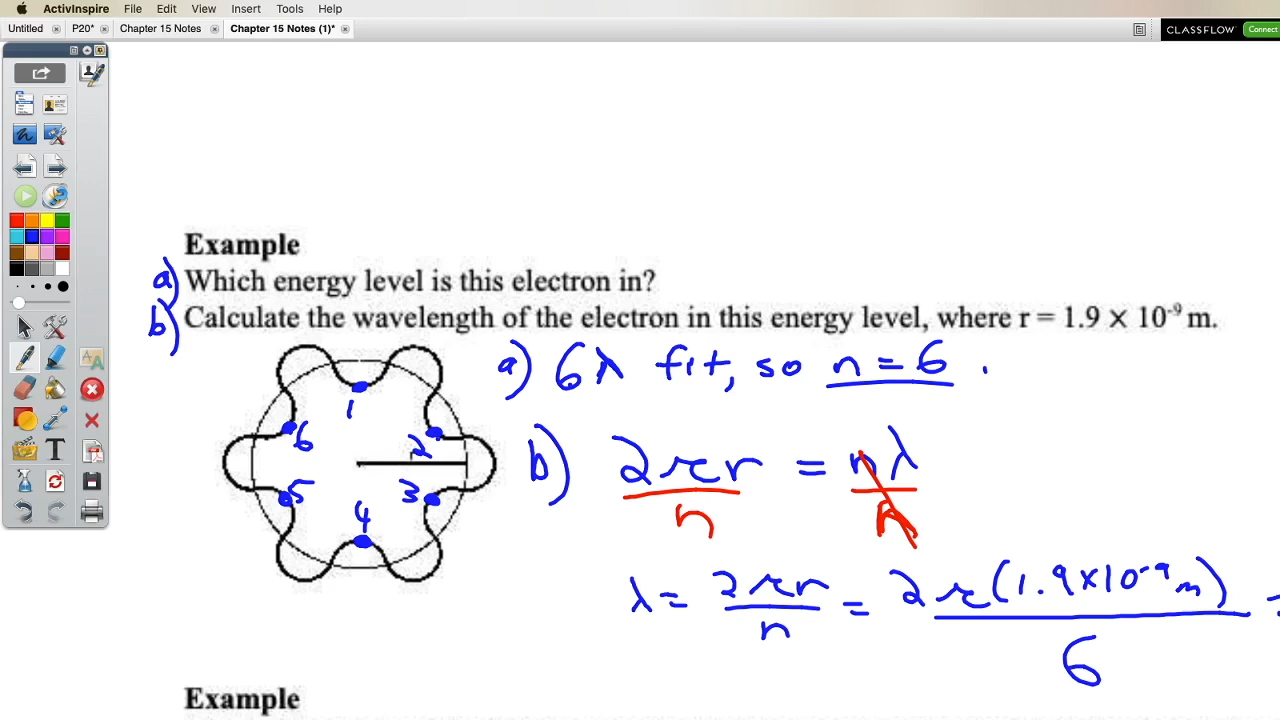 ActivInspire File Edit View Insert Tools Help
Untitled P20* Chapter 15 Notes Chapter 15 Notes (1)* CLASSFLOW Connect
Example
a) Which energy level is this electron in?
b) Calculate the wavelength of the electron in this energy level, where r = 1.9 × 10⁻⁹ m.
a) 6λ fit, so n = 6.
1
6
2
5
3
4
b) 2πr/n = nλ/n
λ = 2πr/n = 2π(1.9×10⁻⁹m)/6 =
Example